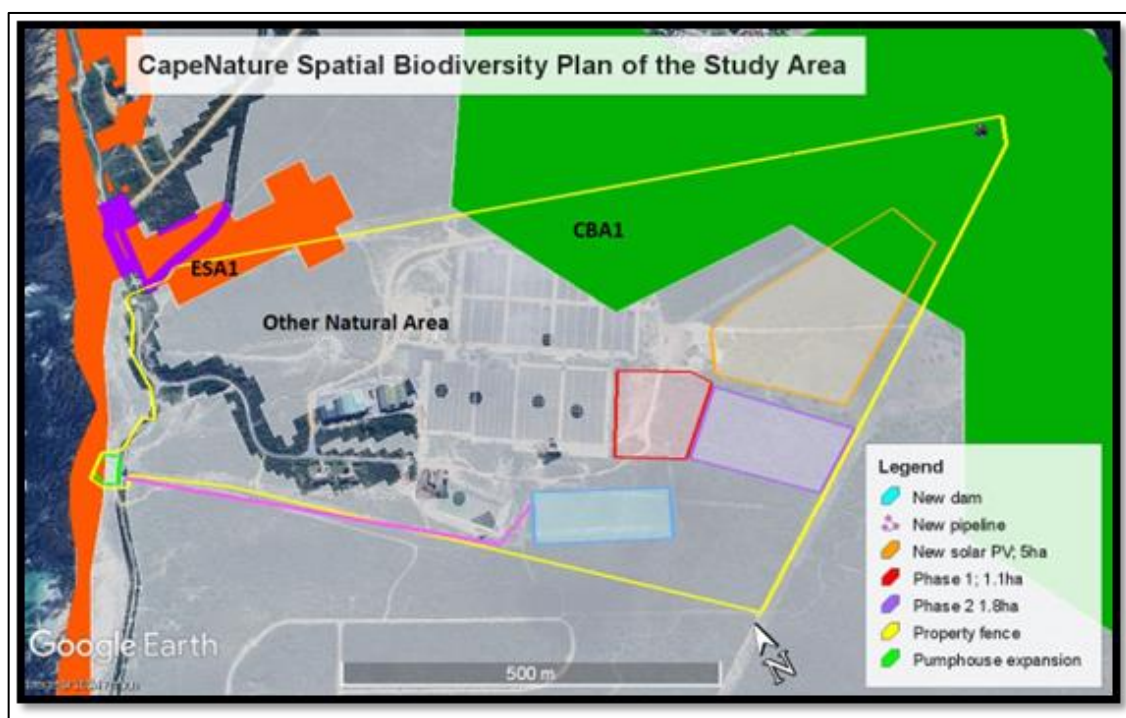 CapeNature Spatial Biodiversity Plan of the Study Area
CBA1
ESA1
Other Natural Area
Legend
New dam
New pipeline
New solar PV; 5ha
Phase 1; 1.1ha
Phase 2 1.8ha
Property fence
Pumphouse expansion
N
Google Earth
500 m